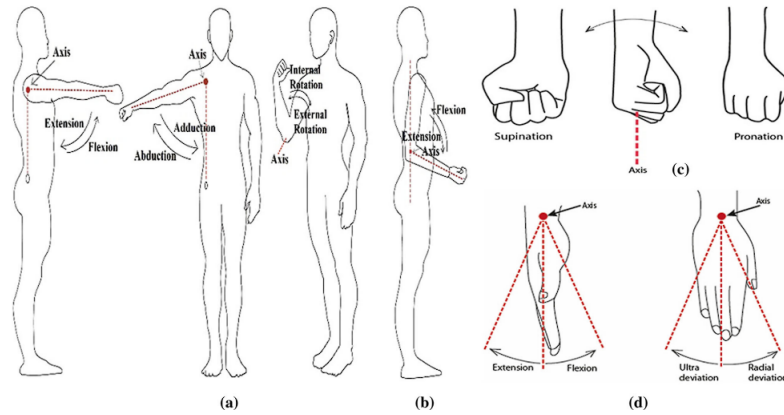 Axis
Extension
Flexion
(a)
Axis
Adduction
Abduction
Internal
Rotation
External
Rotation
Axis
Flexion
Extension
Axis
(b)
Supination
Axis
Pronation
(c)
Axis
Extension
Flexion
Axis
Ultra
deviation
Radial
deviation
(d)